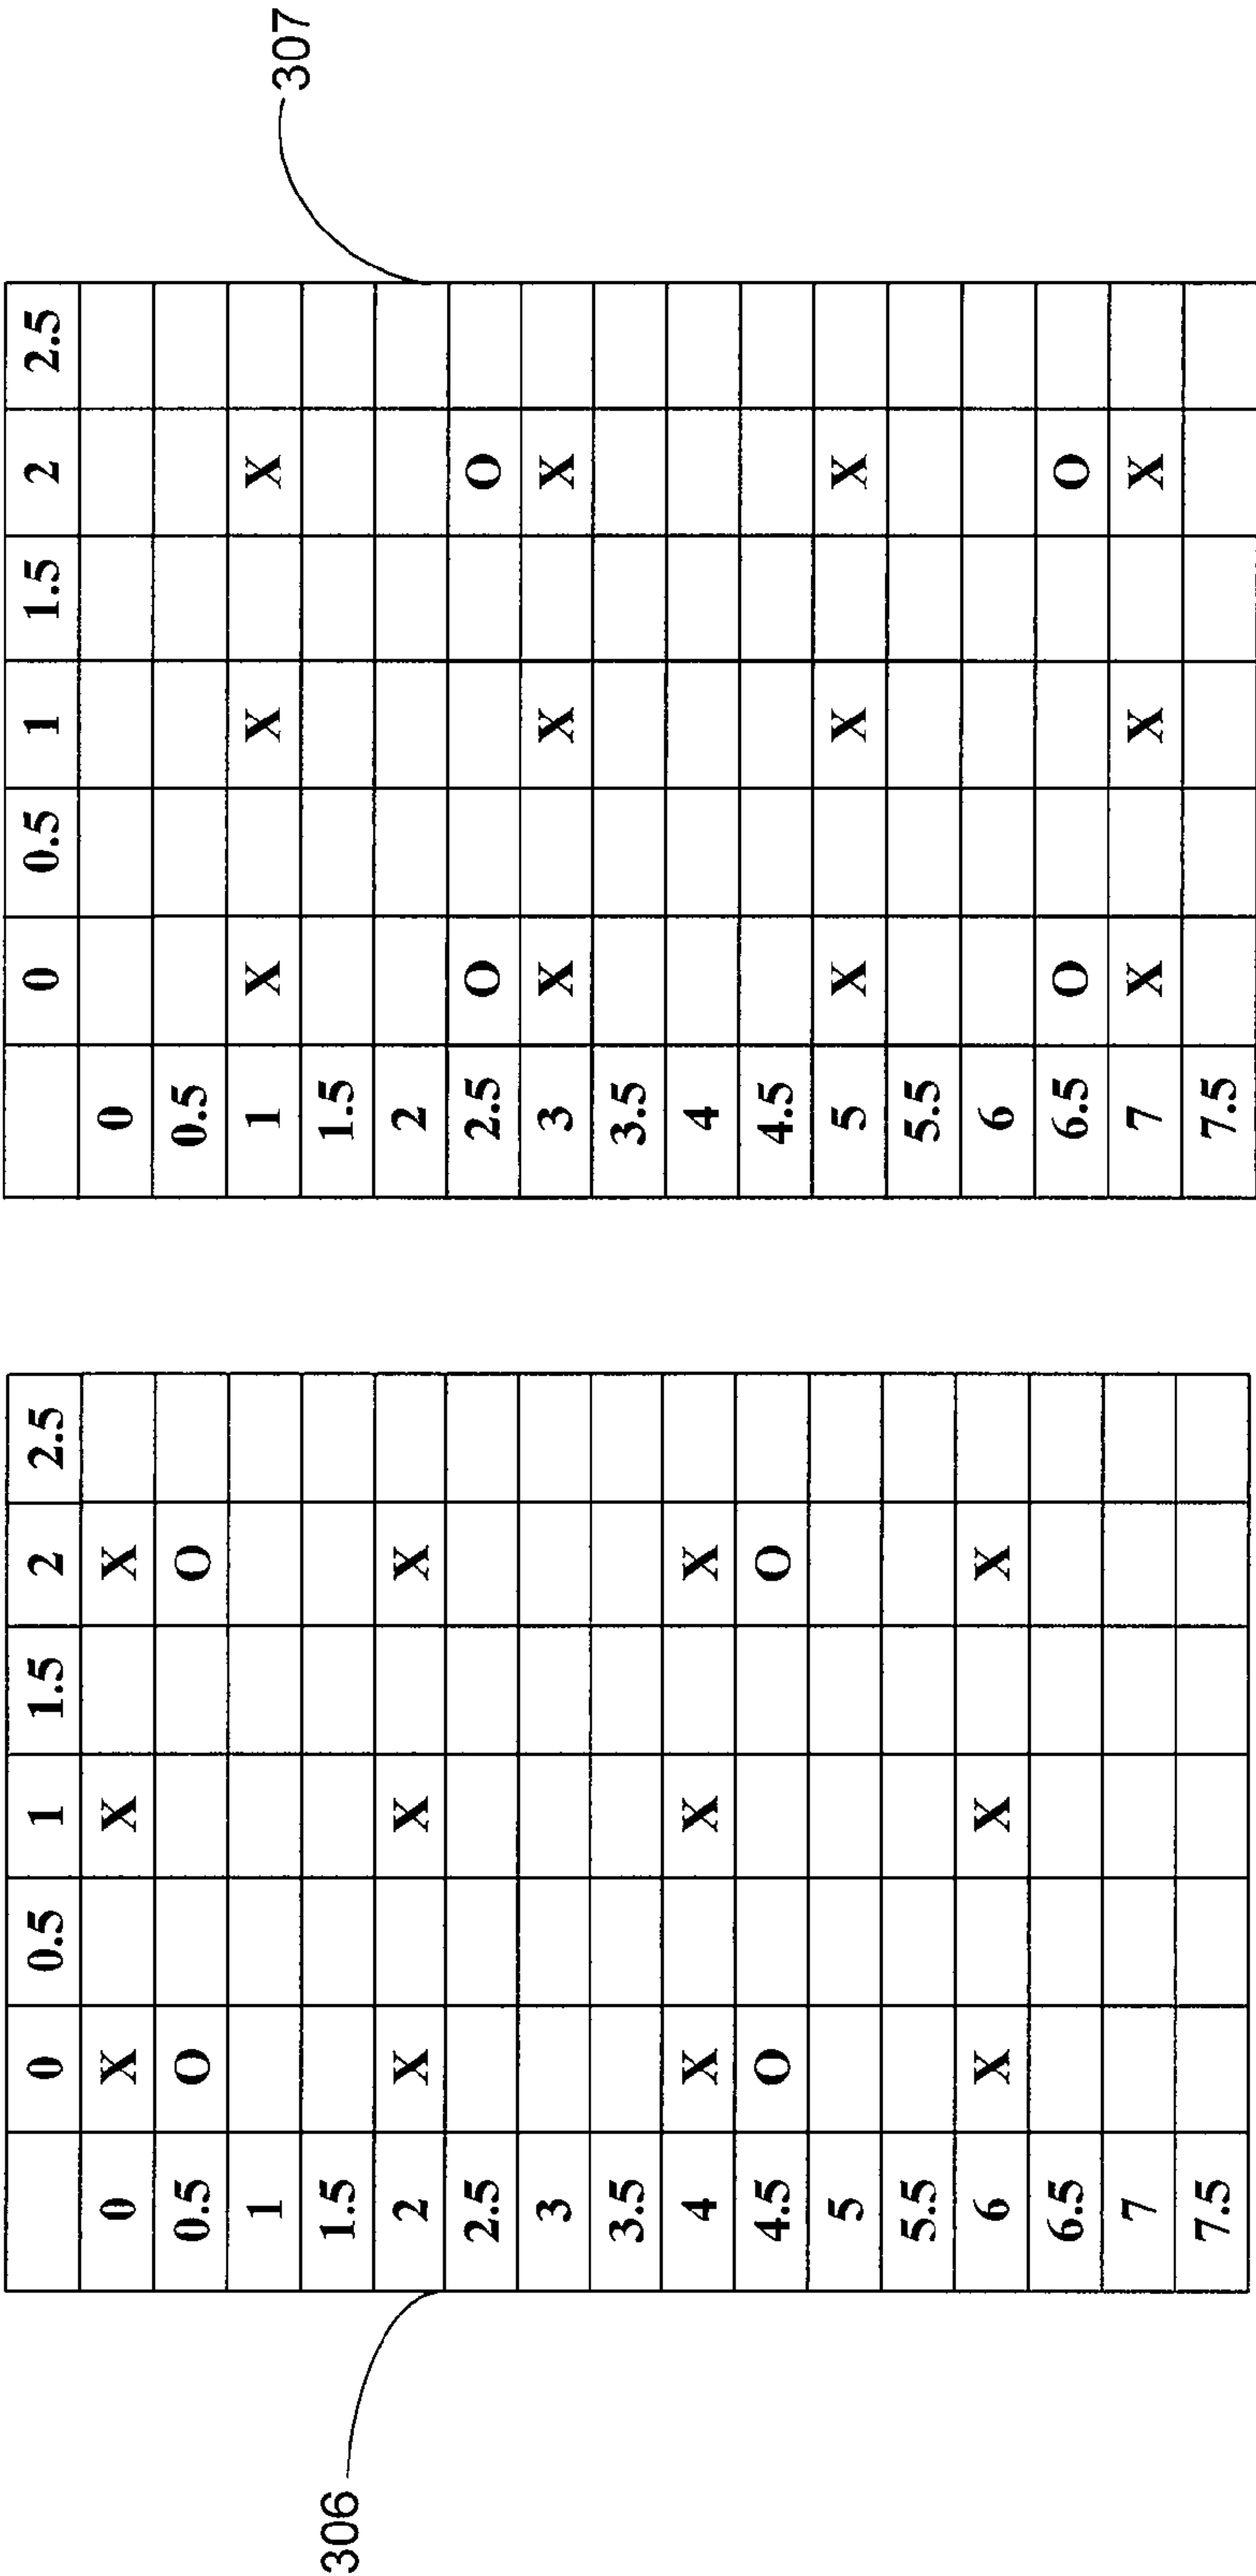 306
0 0.5 1 1.5 2 2.5
0 X X X
0.5 O O
1
1.5
2 X X X
2.5
3
3.5
4 X X X
4.5 O O
5
5.5
6 X X X
6.5
7
7.5
307
0 0.5 1 1.5 2 2.5
0
0.5
1 X X X
1.5
2
2.5 O O
3 X X X
3.5
4
4.5
5 X X X
5.5
6
6.5 O O
7 X X X
7.5